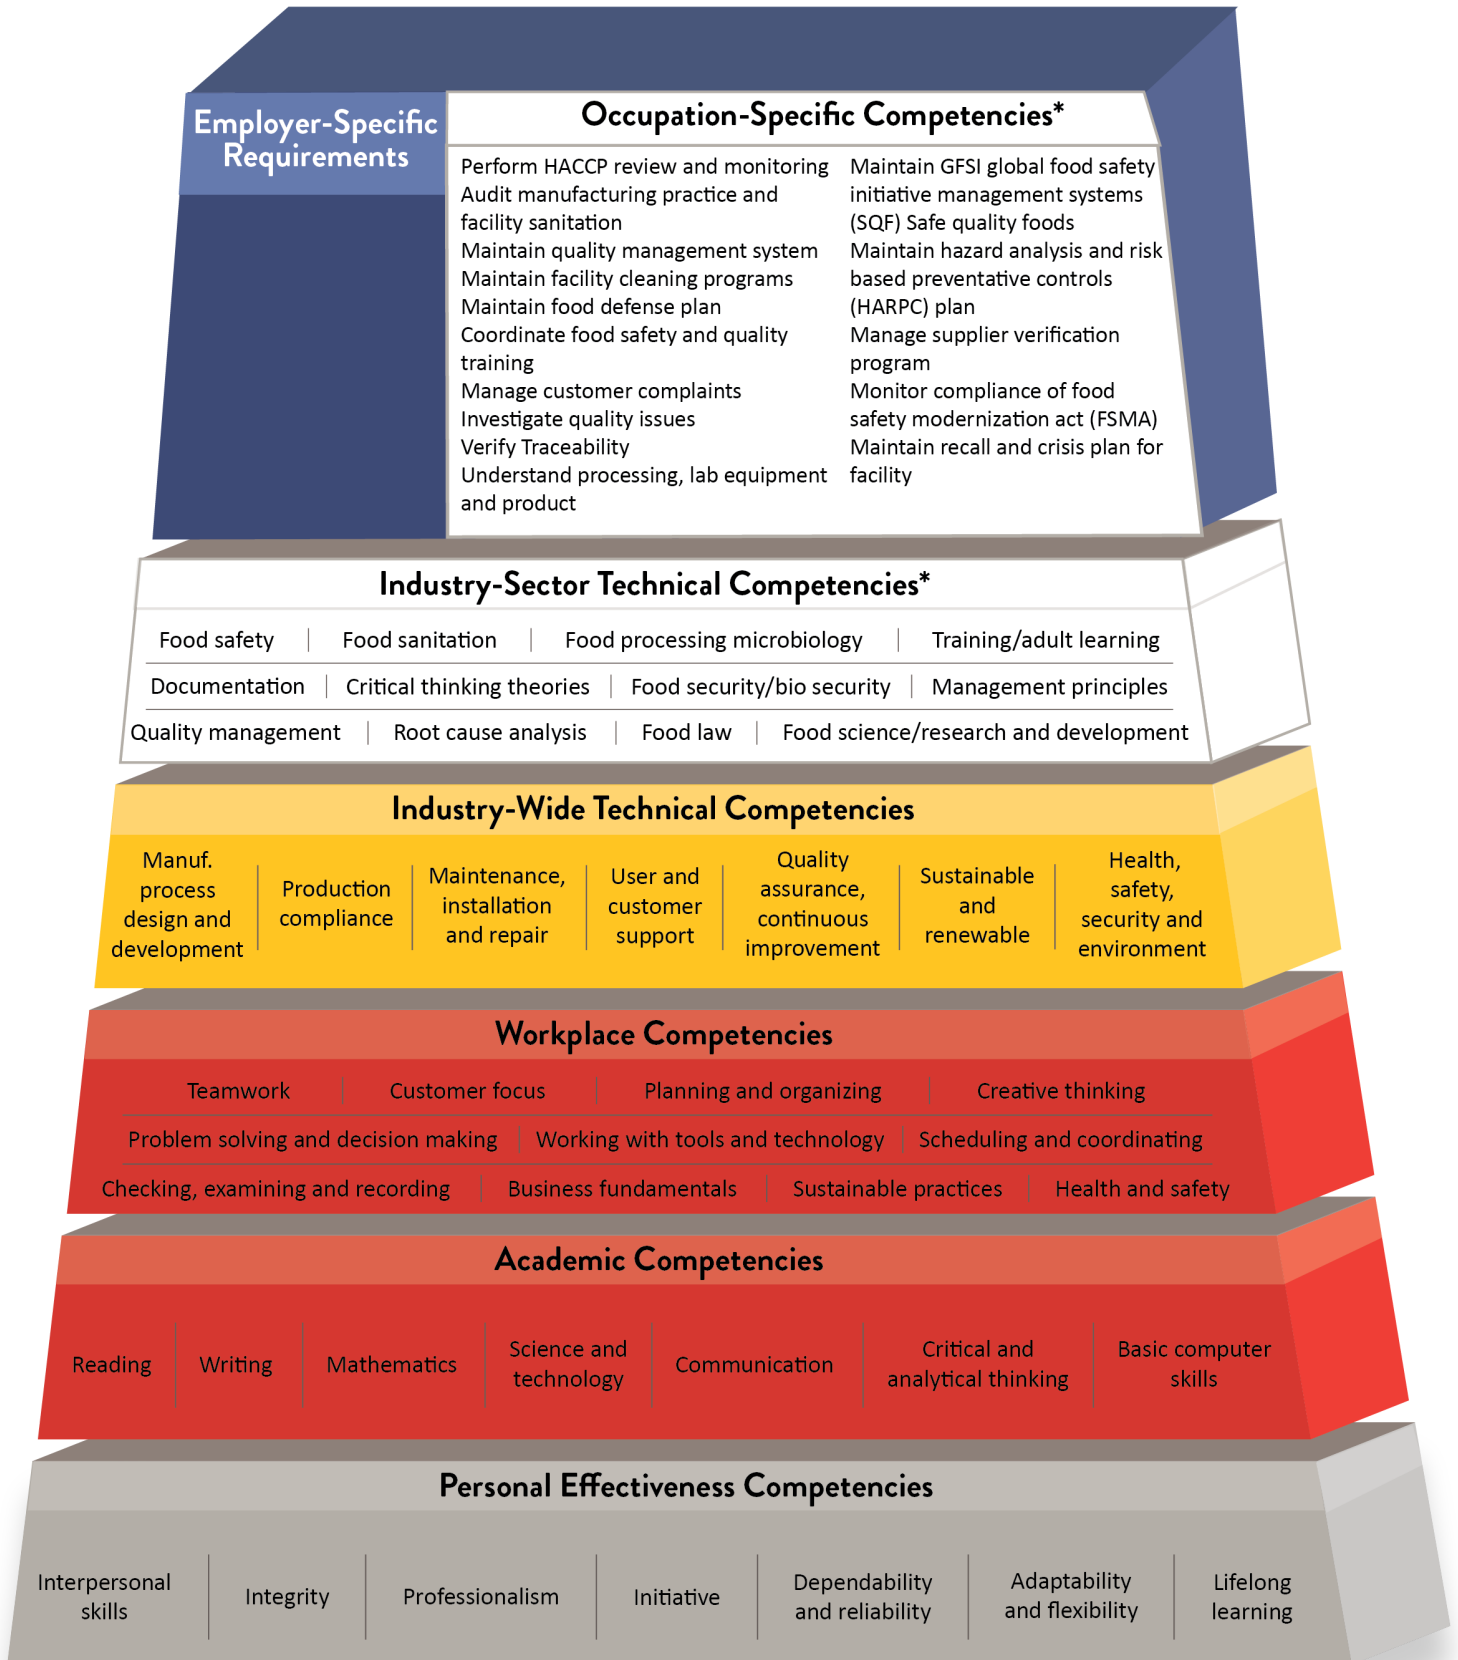 Employer-Specific
Requirements
Occupation-Specific Competencies*
Perform HACCP review and monitoring
Audit manufacturing practice and
facility sanitation
Maintain quality management system
Maintain facility cleaning programs
Maintain food defense plan
Coordinate food safety and quality
training
Manage customer complaints
Investigate quality issues
Verify Traceability
Understand processing, lab equipment
and product
Maintain GFSI global food safety
initiative management systems
(SQF) Safe quality foods
Maintain hazard analysis and risk
based preventative controls
(HARPC) plan
Manage supplier verification
program
Monitor compliance of food
safety modernization act (FSMA)
Maintain recall and crisis plan for
facility
Industry-Sector Technical Competencies*
Food safety | Food sanitation | Food processing microbiology | Training/adult learning
Documentation | Critical thinking theories | Food security/bio security | Management principles
Quality management | Root cause analysis | Food law | Food science/research and development
Industry-Wide Technical Competencies
Manuf.
process
design and
development
Production
compliance
Maintenance,
installation
and repair
User and
customer
support
Quality
assurance,
continuous
improvement
Sustainable
and
renewable
Health,
safety,
security and
environment
Workplace Competencies
Teamwork | Customer focus | Planning and organizing | Creative thinking
Problem solving and decision making | Working with tools and technology | Scheduling and coordinating
Checking, examining and recording | Business fundamentals | Sustainable practices | Health and safety
Academic Competencies
Reading
Writing
Mathematics
Science and
technology
Communication
Critical and
analytical thinking
Basic computer
skills
Personal Effectiveness Competencies
Interpersonal
skills
Integrity
Professionalism
Initiative
Dependability
and reliability
Adaptability
and flexibility
Lifelong
learning